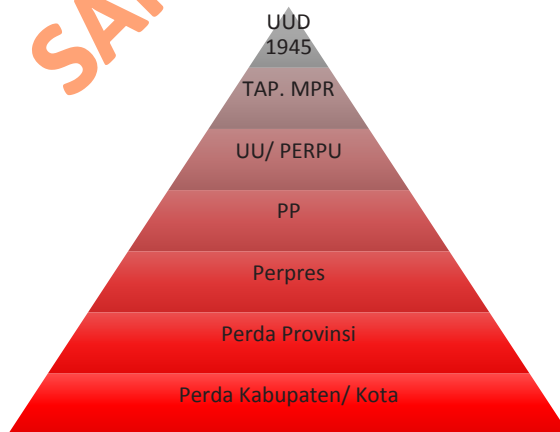 UUD
1945
TAP. MPR
UU/ PERPU
PP
Perpres
Perda Provinsi
Perda Kabupaten/ Kota